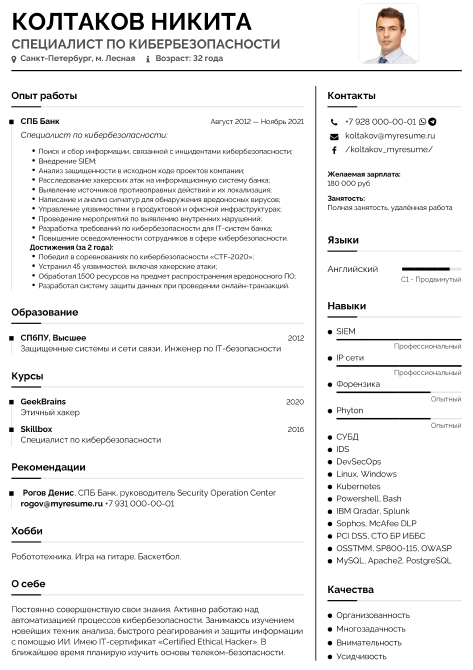 КОЛТАКОВ НИКИТА
СПЕЦИАЛИСТ ПО КИБЕРБЕЗОПАСНОСТИ
Санкт-Петербург, м. Лесная Возраст: 32 года
Опыт работы
СПБ Банк Август 2012 — Ноябрь 2021
Специалист по кибербезопасности:
Поиск и сбор информации, связанной с инцидентами кибербезопасности;
Внедрение SIEM;
Анализ защищенности в исходном коде проектов компании;
Расследование хакерских атак на информационную систему банка;
Выявление источников противоправных действий и их локализация;
Написание и анализ сигнатур для обнаружения вредоносных вирусов;
Управление уязвимостями в продуктовой и офисной инфраструктурах;
Проведение мероприятий по выявлению внутренних нарушений;
Разработка требований по безопасности для IT-систем банка;
Повышение осведомленности сотрудников в сфере кибербезопасности.
Достижения (за 2 года):
Победил в соревнованиях по кибербезопасности «CTF-2020»;
Устранил 45 уязвимостей, включая хакерские атаки;
Обработал 1500 ресурсов на предмет распространения вредоносного ПО;
Разработал систему защиты данных при проведении онлайн-транзакций.
Образование
СПбПУ, Высшее 2012
Защищенные системы и сети связи, Инженер по IT-безопасности
Курсы
GeekBrains 2020
Этичный хакер
Skillbox 2016
Специалист по кибербезопасности
Рекомендации
Рогов Денис, СПБ Банк, руководитель Security Operation Center
rogov@myresume.ru +7 931 000-00-01
Хобби
Робототехника. Игра на гитаре. Баскетбол.
О себе
Постоянно совершенствую свои знания. Активно работаю над
автоматизацией процессов кибербезопасности. Занимаюсь изучением
новейших техник анализа, быстрого реагирования и защиты информации
с помощью ИИ. Имею IT-сертификат «Certified Ethical Hacker». В
ближайшее время планирую изучить основы телеком-безопасности.
Контакты
+7 928 000-00-01
koltakov@myresume.ru
/koltakov_myresume/
Желаемая зарплата:
180 000 руб
Занятость:
Полная занятость, удалённая работа
Языки
Английский
C1 - Продвинутый
Навыки
SIEM
Профессиональный
IP сети
Профессиональный
Форензика
Опытный
Phyton
Опытный
СУБД
IDS
DevSecOps
Linux, Windows
Kubernetes
Powershell, Bash
IBM Qradar, Splunk
Sophos, McAfee DLP
PCI DSS, СТО БР ИББС
OSSTMM, SP800-115, OWASP
MySQL, Apache2, PostgreSQL
Качества
Организованность
Многозадачность
Внимательность
Усидчивость